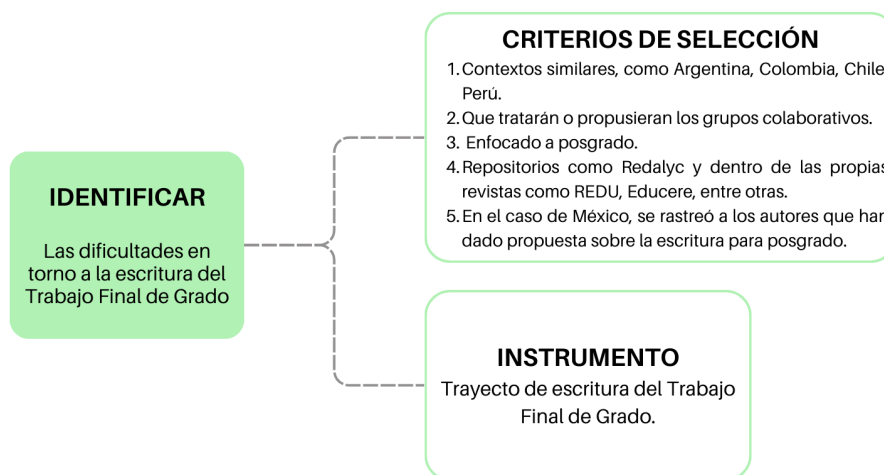 IDENTIFICAR
Las dificultades en
torno a la escritura del
Trabajo Final de Grado
CRITERIOS DE SELECCIÓN
1. Contextos similares, como Argentina, Colombia, Chile
Perú.
2. Que tratarán o propusieran los grupos colaborativos.
3. Enfocado a posgrado.
4. Repositorios como Redalyc y dentro de las propias
revistas como REDU, Educere, entre otras.
5. En el caso de México, se rastreó a los autores que han
dado propuesta sobre la escritura para posgrado.
INSTRUMENTO
Trayecto de escritura del Trabajo
Final de Grado.